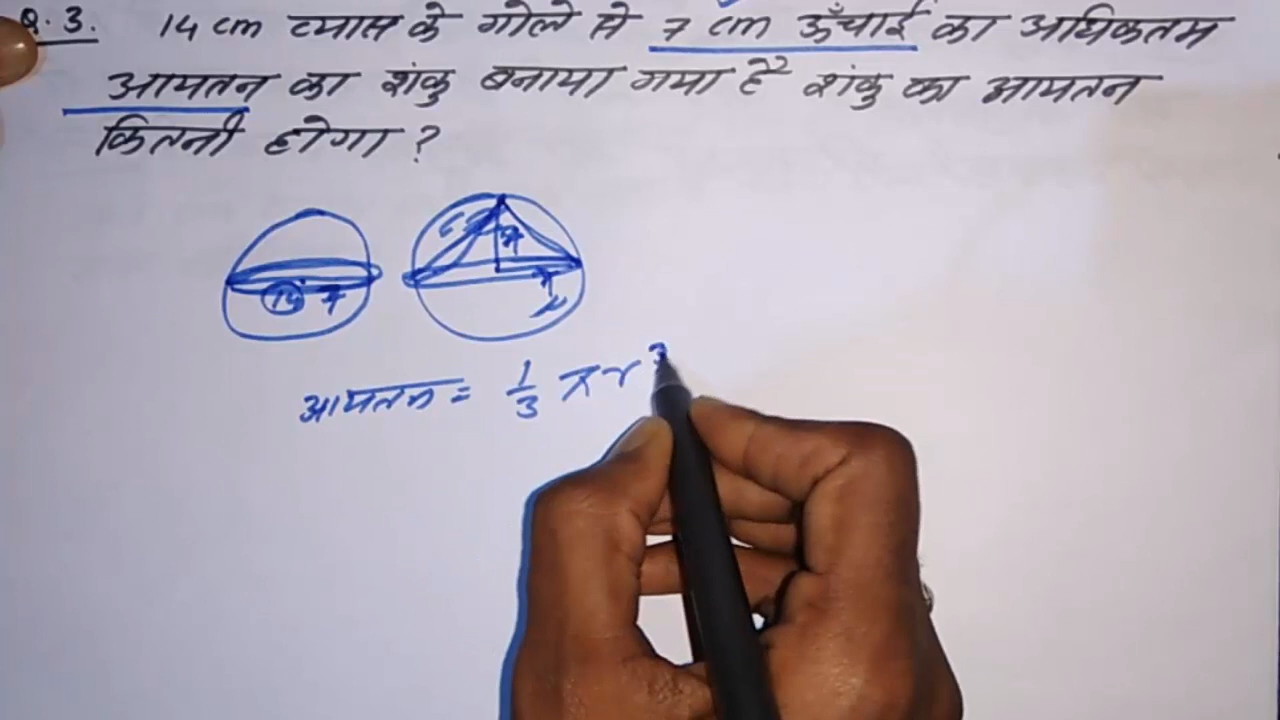 Q. 3. 14 cm व्यास के गोले से 7 cm ऊँचाई का अधिकतम
आयतन का शंकु बनाया गया है शंकु का आयतन
कितनी होगा ?
14 7
7
7
आयतन = 1/3 πr